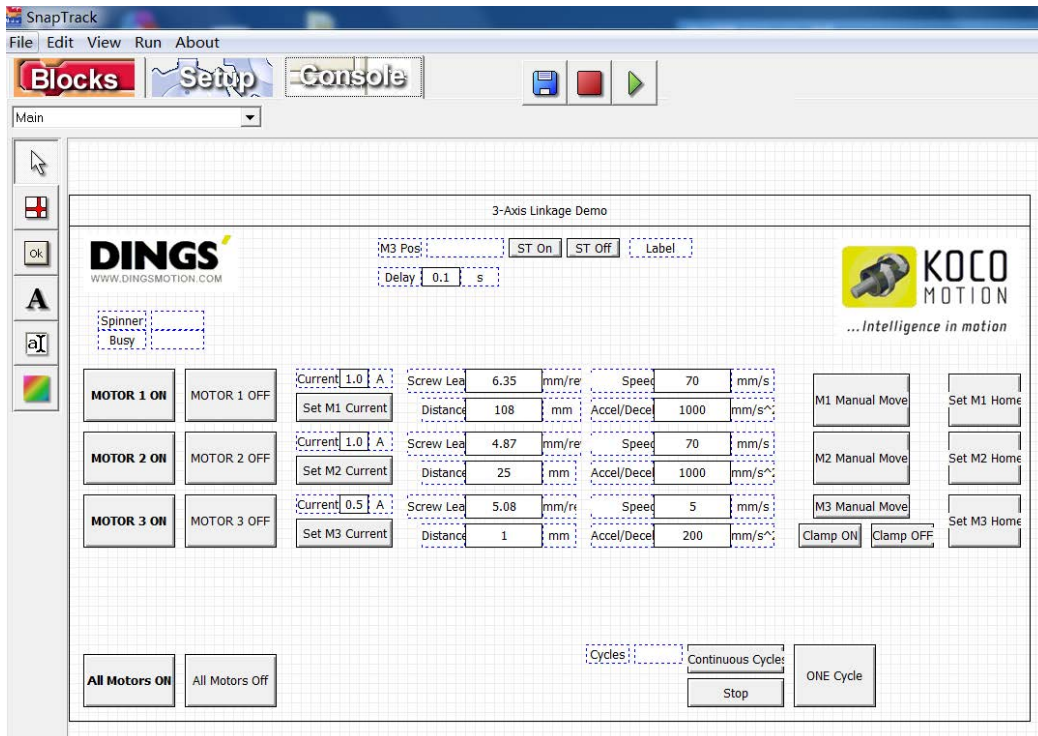 SnapTrack
File Edit View Run About
Blocks Setup Console
Main
3-Axis Linkage Demo
DINGS'
WWW.DINGSMOTION.COM
M3 Pos ST On ST Off Label
Delay 0.1 s
KOCO
MOTION
...Intelligence in motion
Spinner
Busy
Ok
A
a
MOTOR 1 ON MOTOR 1 OFF Current 1.0 A Screw Lea 6.35 mm/re Speed 70 mm/s M1 Manual Move Set M1 Home
Set M1 Current Distance 108 mm Accel/Decel 1000 mm/s^2
MOTOR 2 ON MOTOR 2 OFF Current 1.0 A Screw Lea 4.87 mm/re Speed 70 mm/s M2 Manual Move Set M2 Home
Set M2 Current Distance 25 mm Accel/Decel 1000 mm/s^2
MOTOR 3 ON MOTOR 3 OFF Current 0.5 A Screw Lea 5.08 mm/re Speed 5 mm/s M3 Manual Move Set M3 Home
Set M3 Current Distance 1 mm Accel/Decel 200 mm/s^2 Clamp ON Clamp OFF
Cycles Continuous Cycles ONE Cycle
All Motors ON All Motors Off Stop